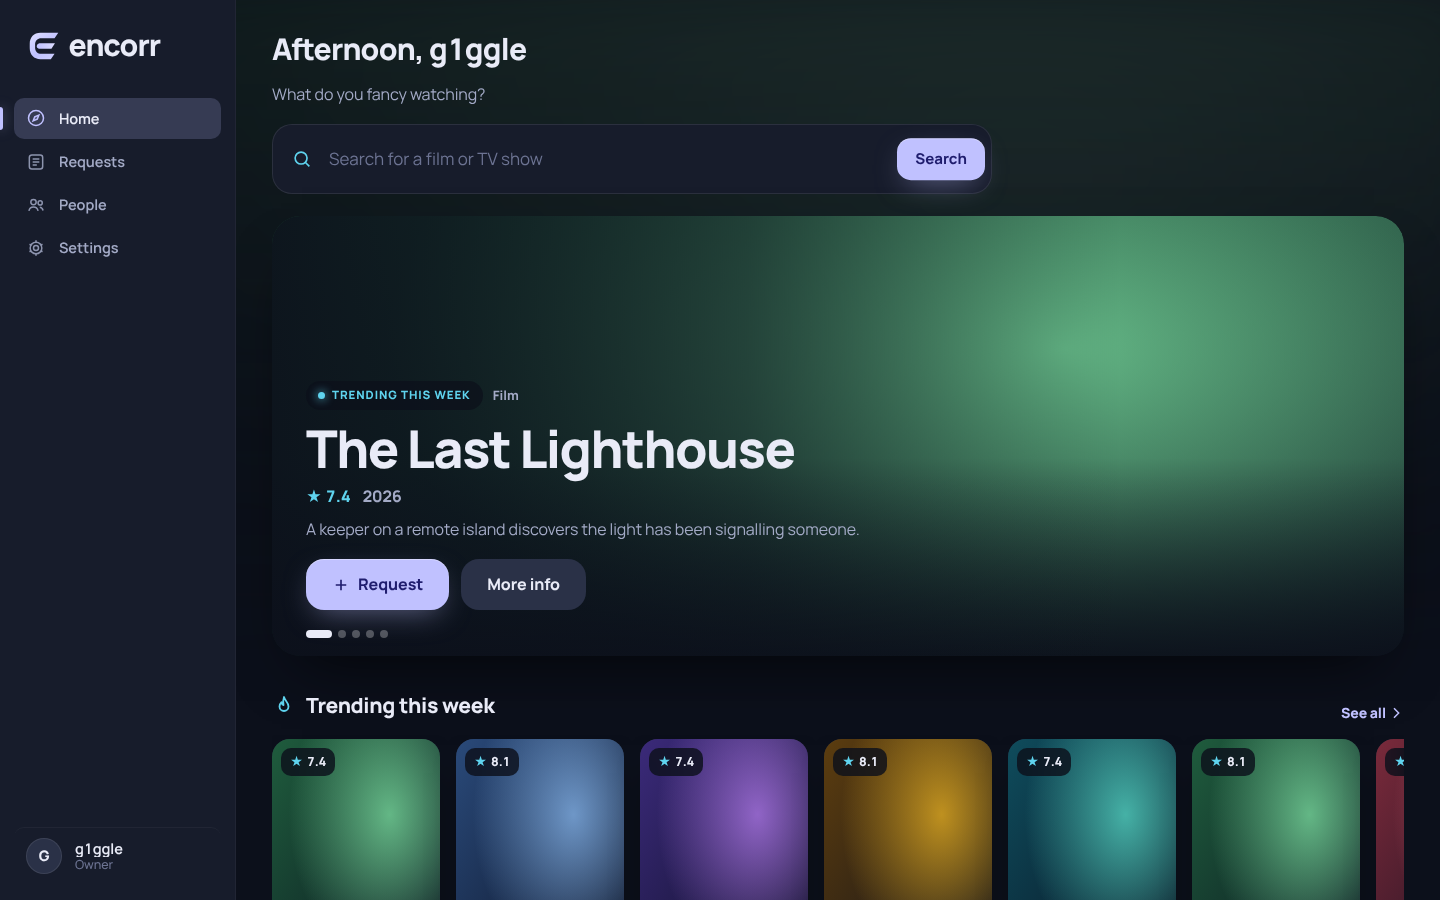 encorr
Home
Requests
People
Settings
G
g1ggle
Owner
Afternoon, g1ggle
What do you fancy watching?
Search for a film or TV show
Search
TRENDING THIS WEEK
Film
The Last Lighthouse
★ 7.4 2026
A keeper on a remote island discovers the light has been signalling someone.
+ Request
More info
Trending this week
See all
★ 7.4
★ 8.1
★ 7.4
★ 8.1
★ 7.4
★ 8.1